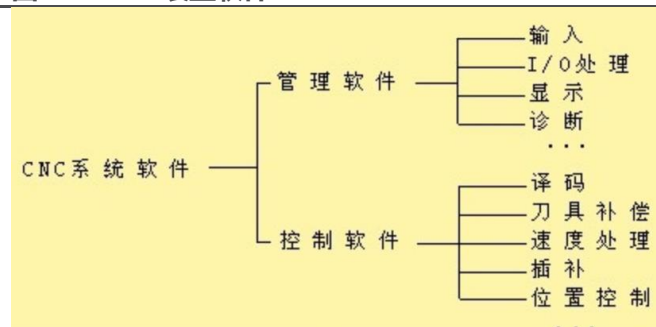 输入
I/O处理
管理软件
显示
诊断
...
CNC系统软件
译码
刀具补偿
控制软件
速度处理
插补
位置控制